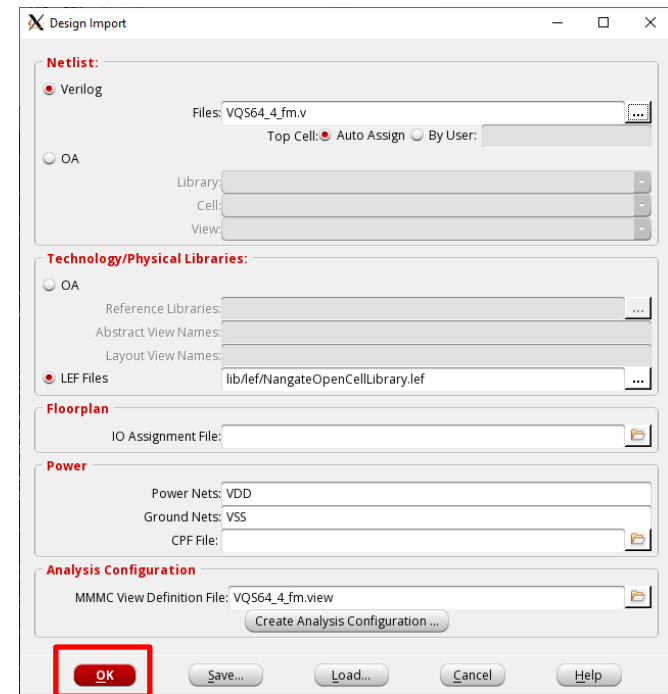 Design Import
Netlist:
Verilog
Files: VQS64_4_fm.v ...
Top Cell: Auto Assign By User:
OA
Library:
Cell:
View:
Technology/Physical Libraries:
OA
Reference Libraries: ...
Abstract View Names:
Layout View Names:
LEF Files lib/lef/NangateOpenCellLibrary.lef ...
Floorplan
IO Assignment File:
Power
Power Nets: VDD
Ground Nets: VSS
CPF File:
Analysis Configuration
MMMC View Definition File: VQS64_4_fm.view
Create Analysis Configuration ...
OK Save... Load... Cancel Help